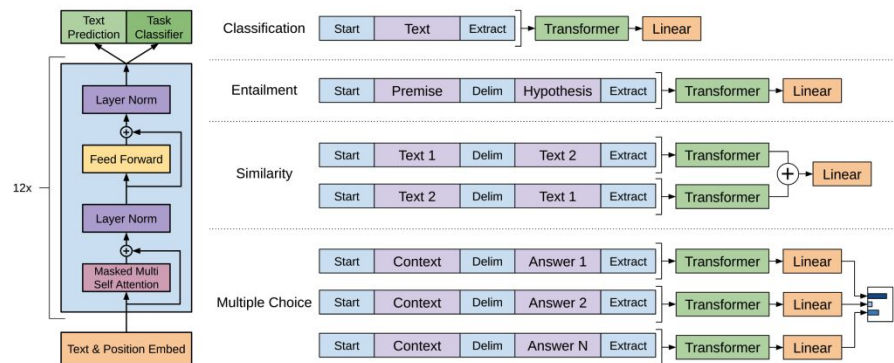 Text
Prediction
Task
Classifier
Layer Norm
+
Feed Forward
12x
Layer Norm
+
Masked Multi
Self Attention
Text & Position Embed
Classification
Start Text Extract Transformer Linear
Entailment
Start Premise Delim Hypothesis Extract Transformer Linear
Similarity
Start Text 1 Delim Text 2 Extract Transformer
+ Linear
Start Text 2 Delim Text 1 Extract Transformer
Multiple Choice
Start Context Delim Answer 1 Extract Transformer Linear
Start Context Delim Answer 2 Extract Transformer Linear
Start Context Delim Answer N Extract Transformer Linear